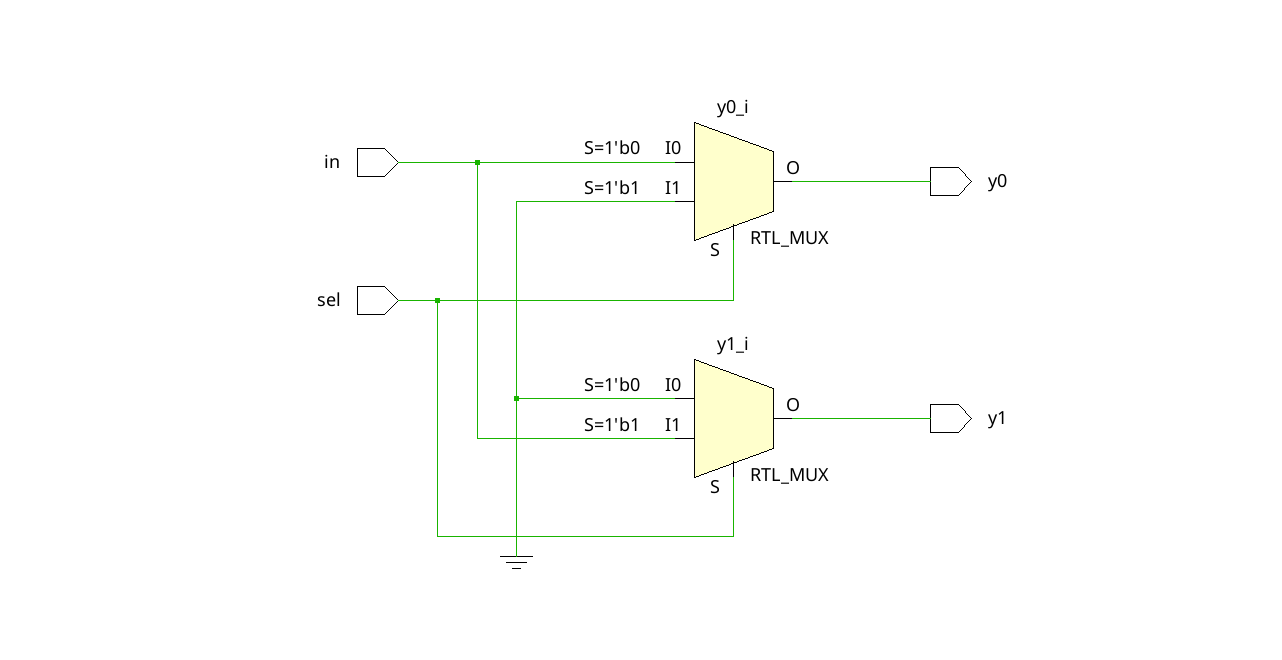 y0_i
in
S=1'b0 I0
O
S=1'b1 I1
y0
RTL_MUX
S
sel
y1_i
S=1'b0 I0
O
S=1'b1 I1
y1
RTL_MUX
S